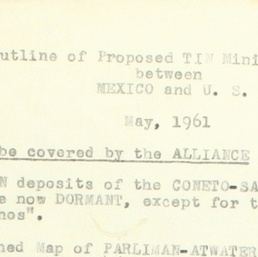 utline of Proposed TIN Mini
between
MEXICO and U. S.
May, 1961
be covered by the ALLIANCE
N deposits of the CONETO-SA
e now DORMANT, except for t
nos".
ned Map of PARLIMAN-ATWATER